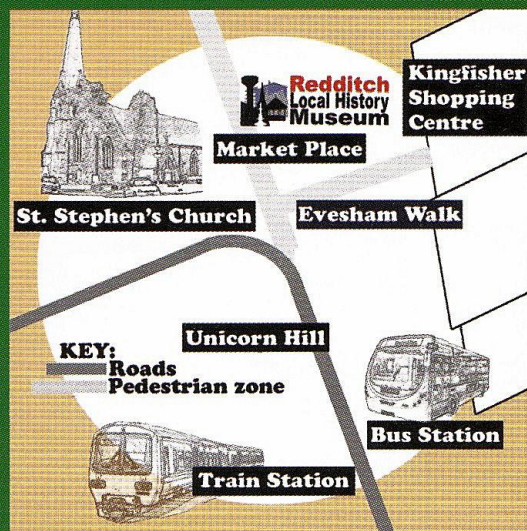 Redditch
Local History
Museum
Kingfisher
Shopping
Centre
Market Place
St. Stephen's Church
Evesham Walk
Unicorn Hill
KEY:
Roads
Pedestrian zone
Bus Station
Train Station